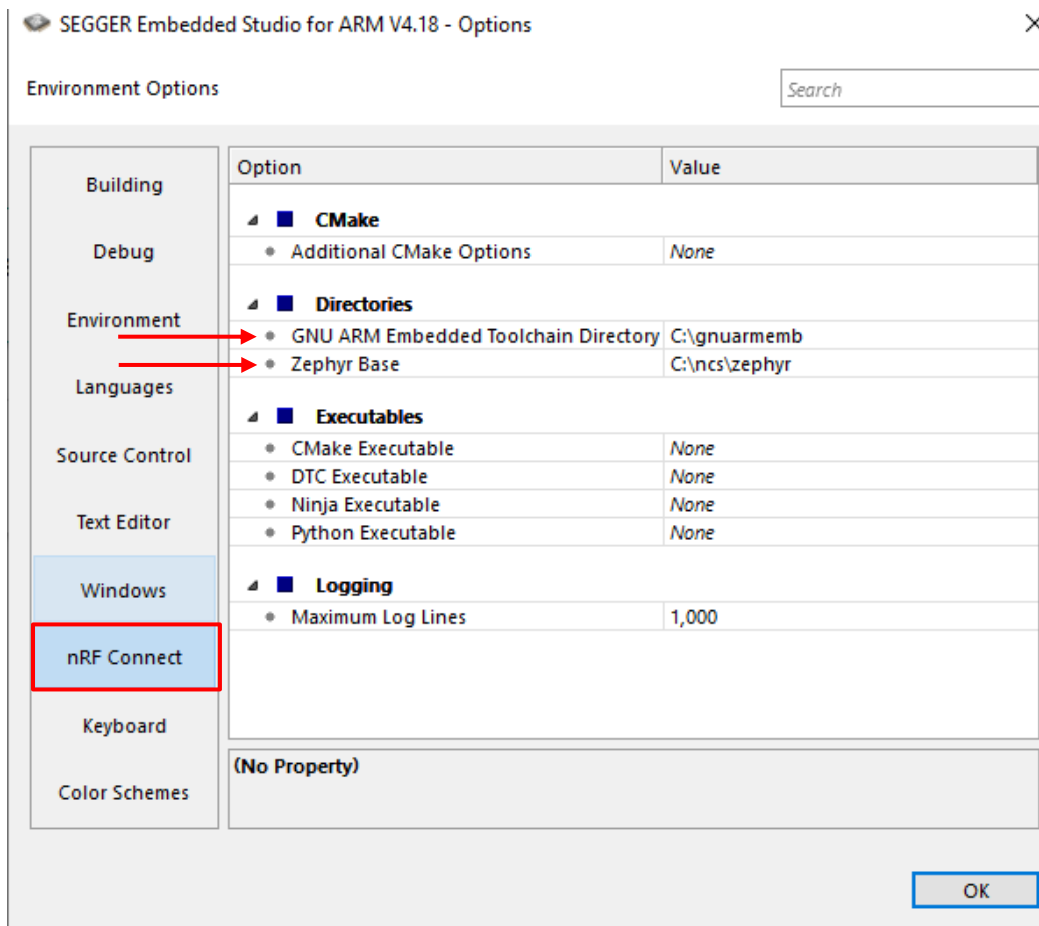 SEGGER Embedded Studio for ARM V4.18 - Options
Environment Options
Search
Building
Debug
Environment
Languages
Source Control
Text Editor
Windows
nRF Connect
Keyboard
Color Schemes
Option Value
CMake
Additional CMake Options None
Directories
GNU ARM Embedded Toolchain Directory C:\gnuarmemb
Zephyr Base C:\ncs\zephyr
Executables
CMake Executable None
DTC Executable None
Ninja Executable None
Python Executable None
Logging
Maximum Log Lines 1,000
(No Property)
OK